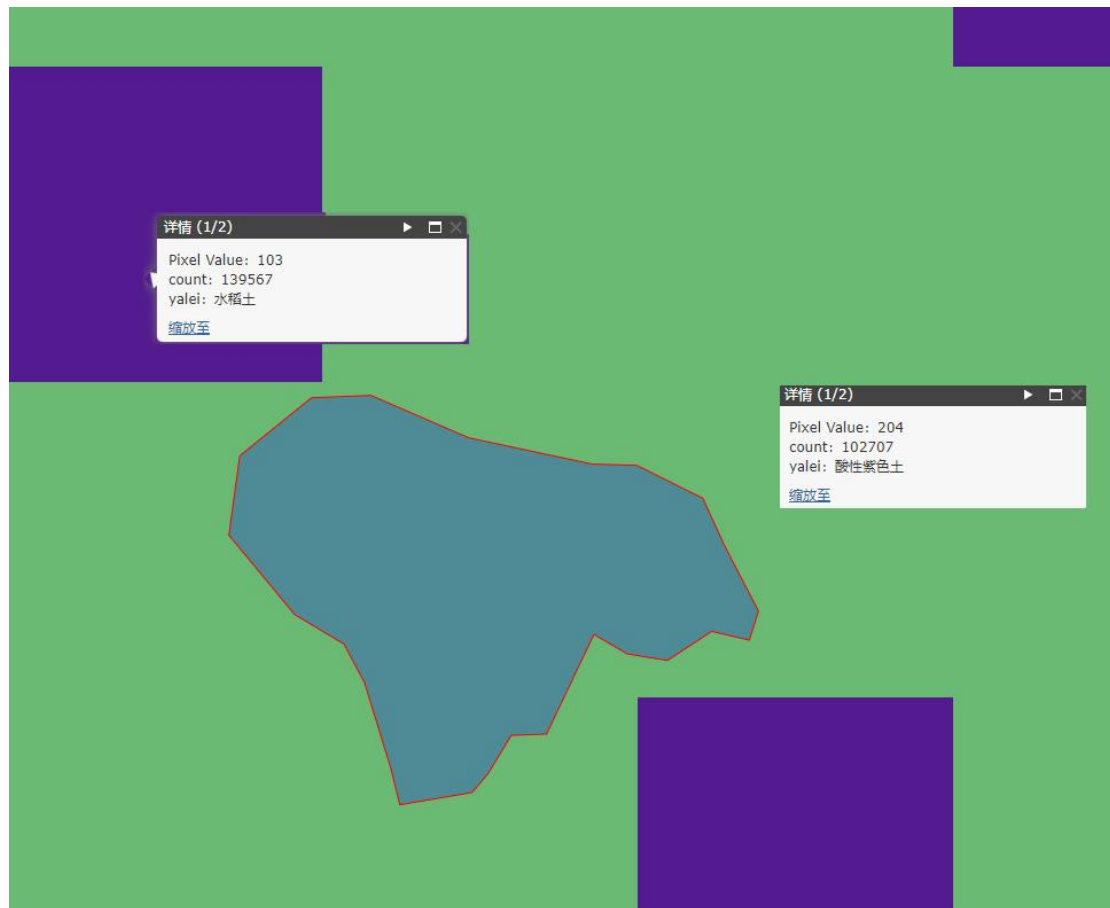 详情 (1/2)
Pixel Value: 103
count: 139567
yalei: 水稻土
缩放至
详情 (1/2)
Pixel Value: 204
count: 102707
yalei: 酸性紫色土
缩放至